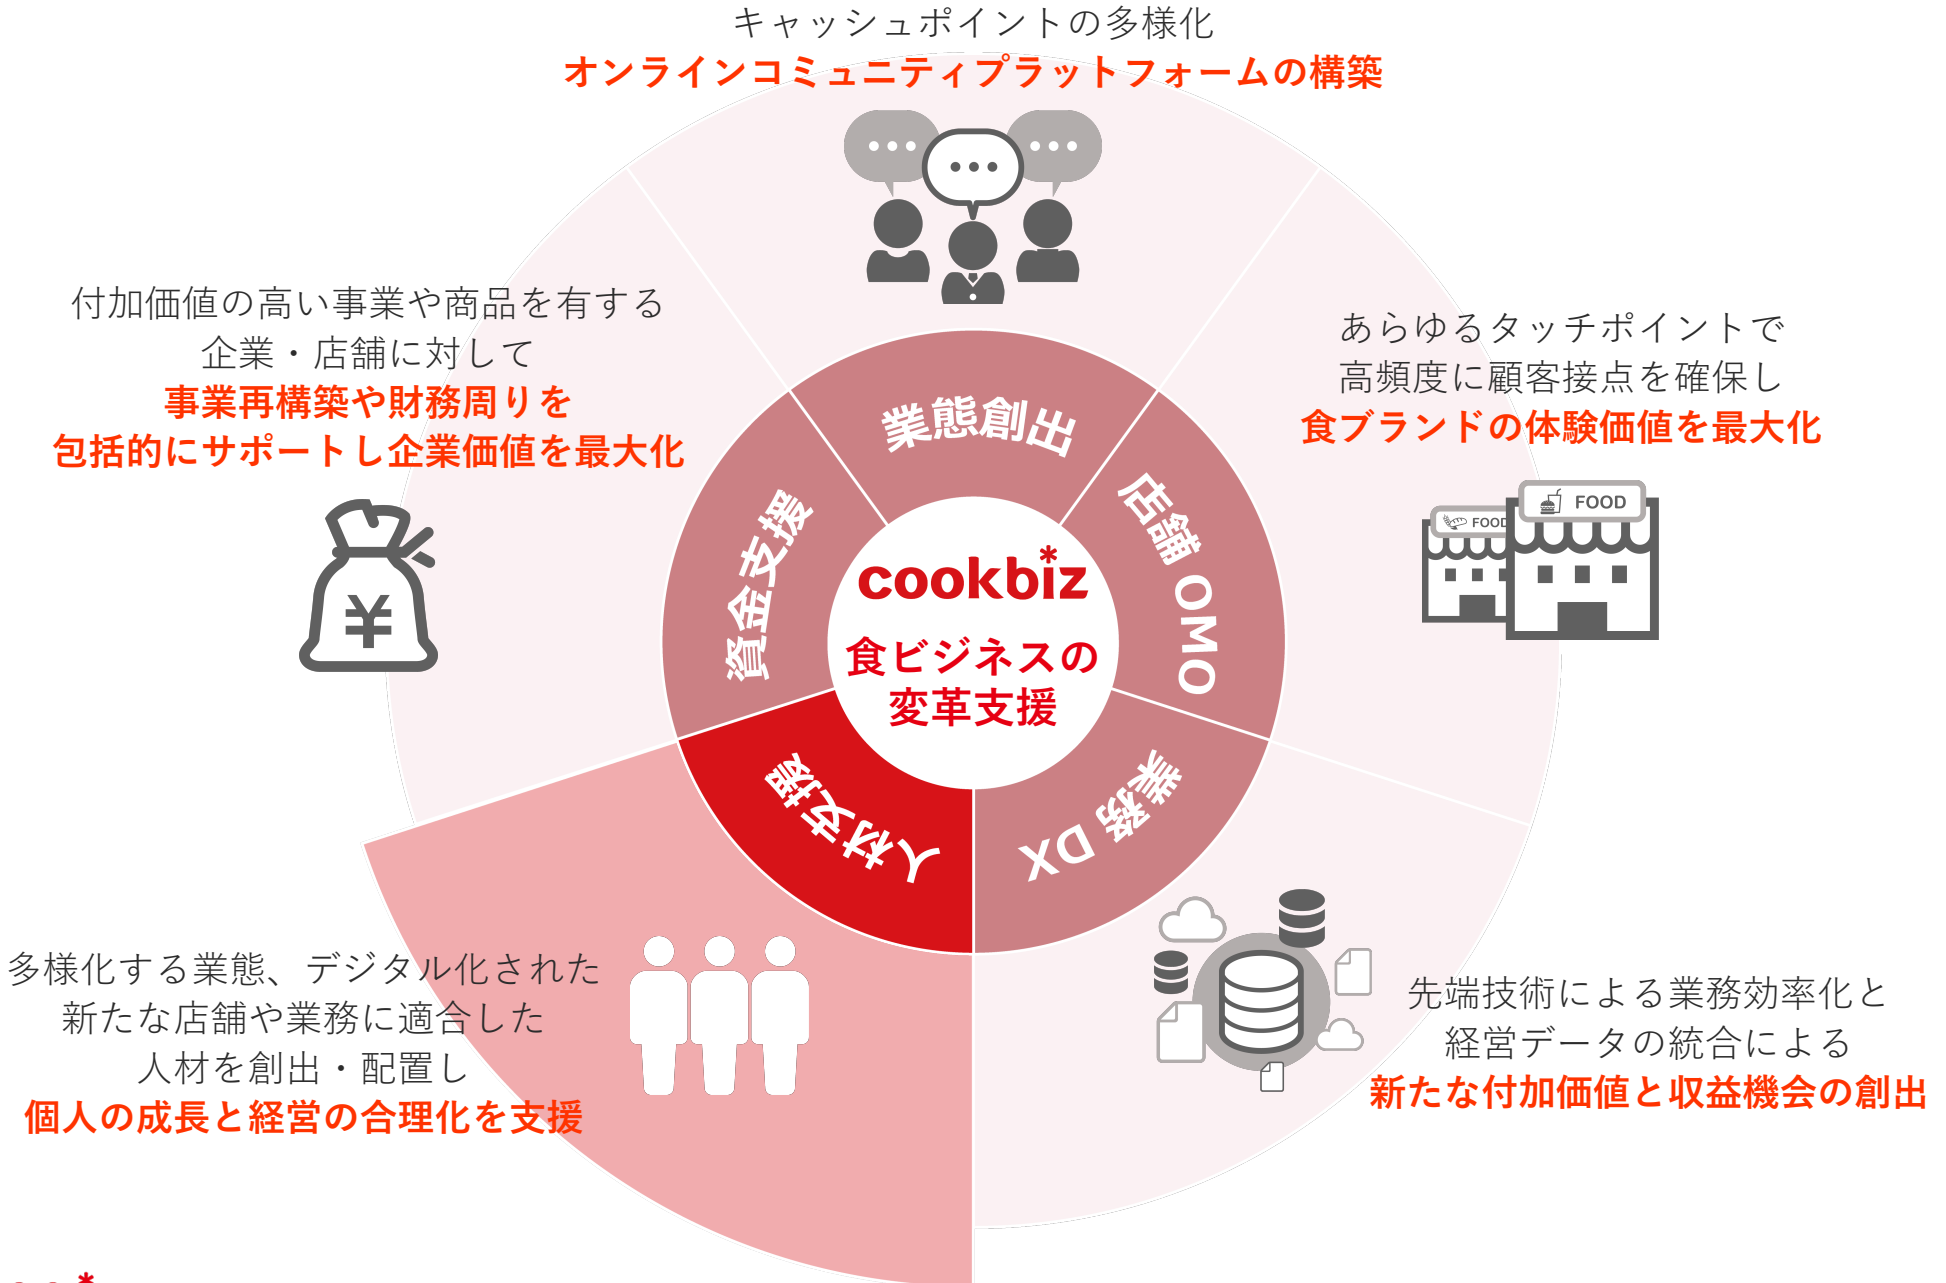 キャッシュポイントの多様化
オンラインコミュニティプラットフォームの構築
付加価値の高い事業や商品を有する
企業・店舗に対して
事業再構築や財務周りを
包括的にサポートし企業価値を最大化
¥
あらゆるタッチポイントで
高頻度に顧客接点を確保し
食ブランドの体験価値を最大化
FOOD
FOOD
業態創出
店舗 OMO
資金支援
cookbiz
食ビジネスの
変革支援
人材支援
業務 DX
多様化する業態、デジタル化された
新たな店舗や業務に適合した
人材を創出・配置し
個人の成長と経営の合理化を支援
先端技術による業務効率化と
経営データの統合による
新たな付加価値と収益機会の創出